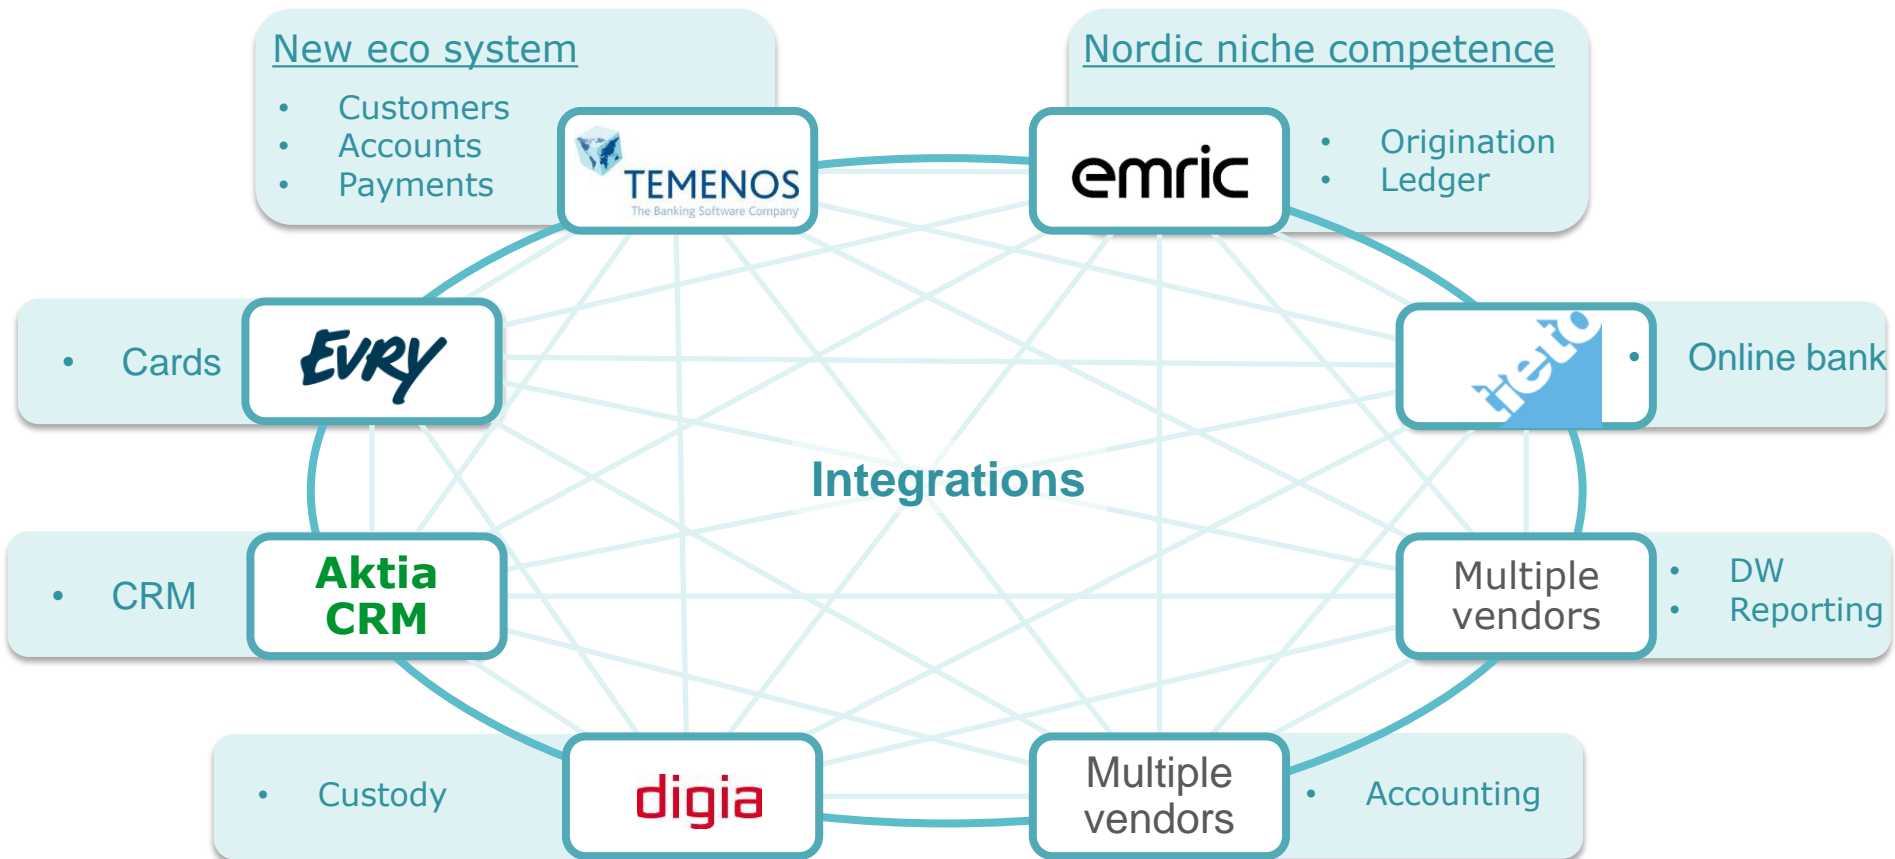 New eco system
• Customers
• Accounts
• Payments
TEMENOS
The Banking Software Company
Nordic niche competence
emric
• Origination
• Ledger
• Cards
EVRY
tieto
• Online bank
Integrations
• CRM
Aktia
CRM
Multiple
vendors
• DW
• Reporting
• Custody
digia
Multiple
vendors
• Accounting